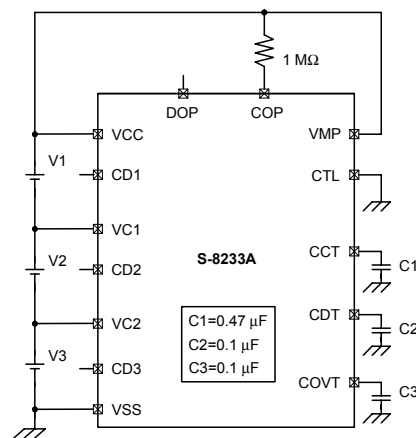 1 MΩ
DOP
COP
VCC
VMP
V1
CD1
CTL
VC1
V2
CD2
S-8233A
CCT
C1
VC2
C1=0.47 μF
C2=0.1 μF
C3=0.1 μF
CDT
C2
V3
CD3
COVT
C3
VSS